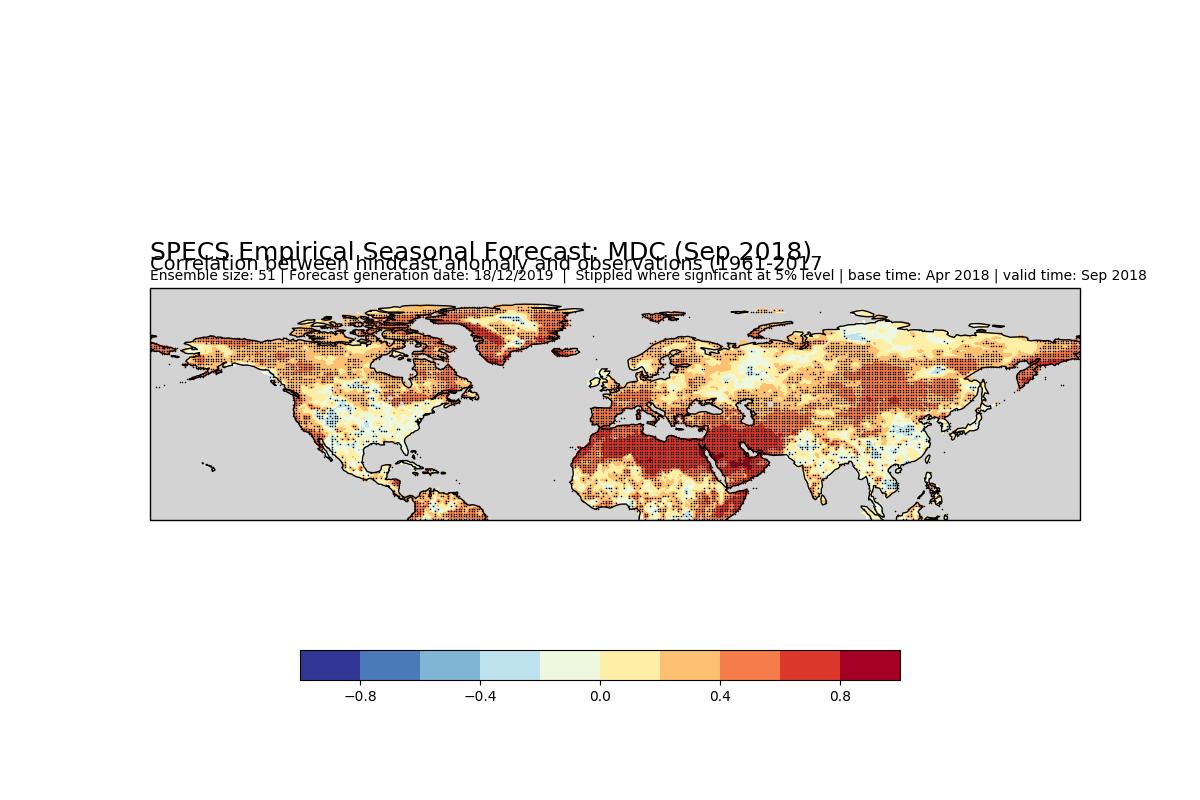 SPECS Empirical Seasonal Forecast: MDC (Sep 2018)
Correlation between hindcast anomaly and observations (1961-2017
Ensemble size: 51 | Forecast generation date: 18/12/2019 | Stippled where signficant at 5% level | base time: Apr 2018 | valid time: Sep 2018
−0.8 −0.4 0.0 0.4 0.8